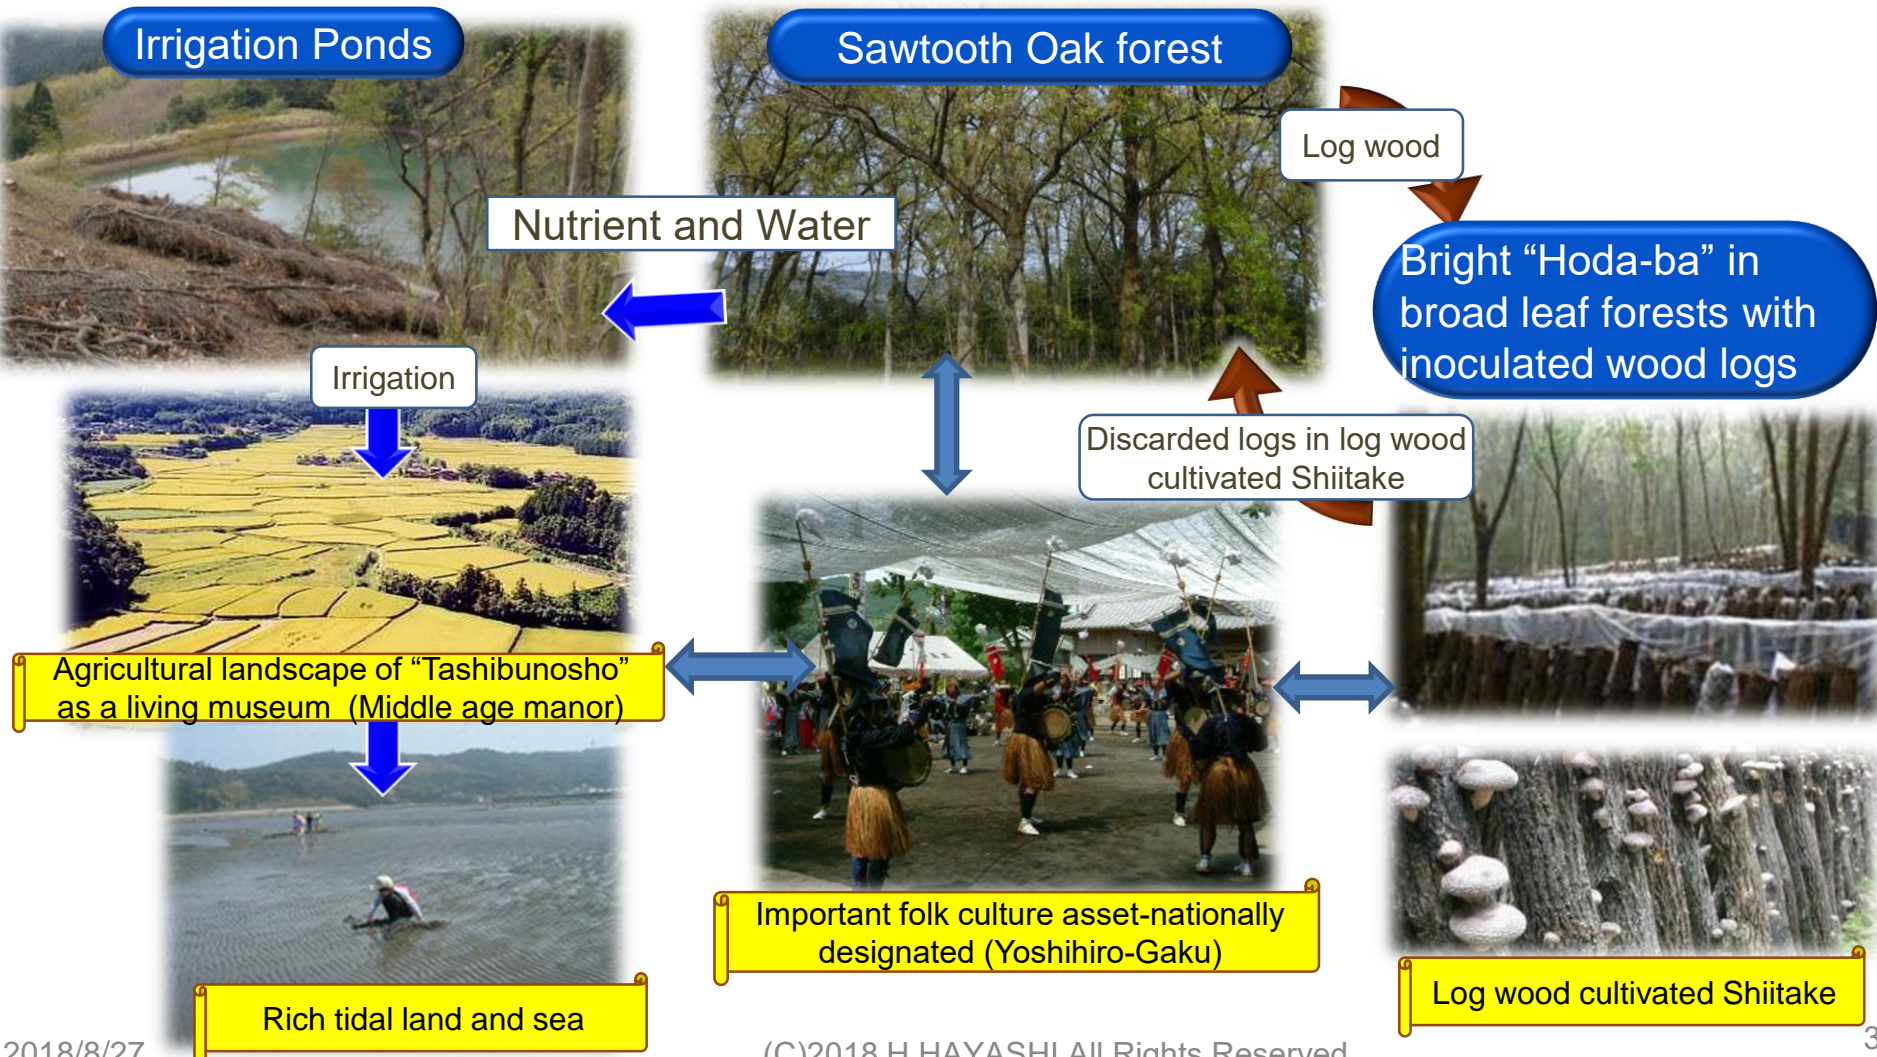 Irrigation Ponds
Sawtooth Oak forest
Log wood
Nutrient and Water
Bright “Hoda-ba” in
broad leaf forests with
inoculated wood logs
Irrigation
Discarded logs in log wood
cultivated Shiitake
Agricultural landscape of “Tashibunosho”
as a living museum (Middle age manor)
Important folk culture asset-nationally
designated (Yoshihiro-Gaku)
Log wood cultivated Shiitake
Rich tidal land and sea
2018/8/27
(C)2018 H.HAYASHI All Rights Reserved
3